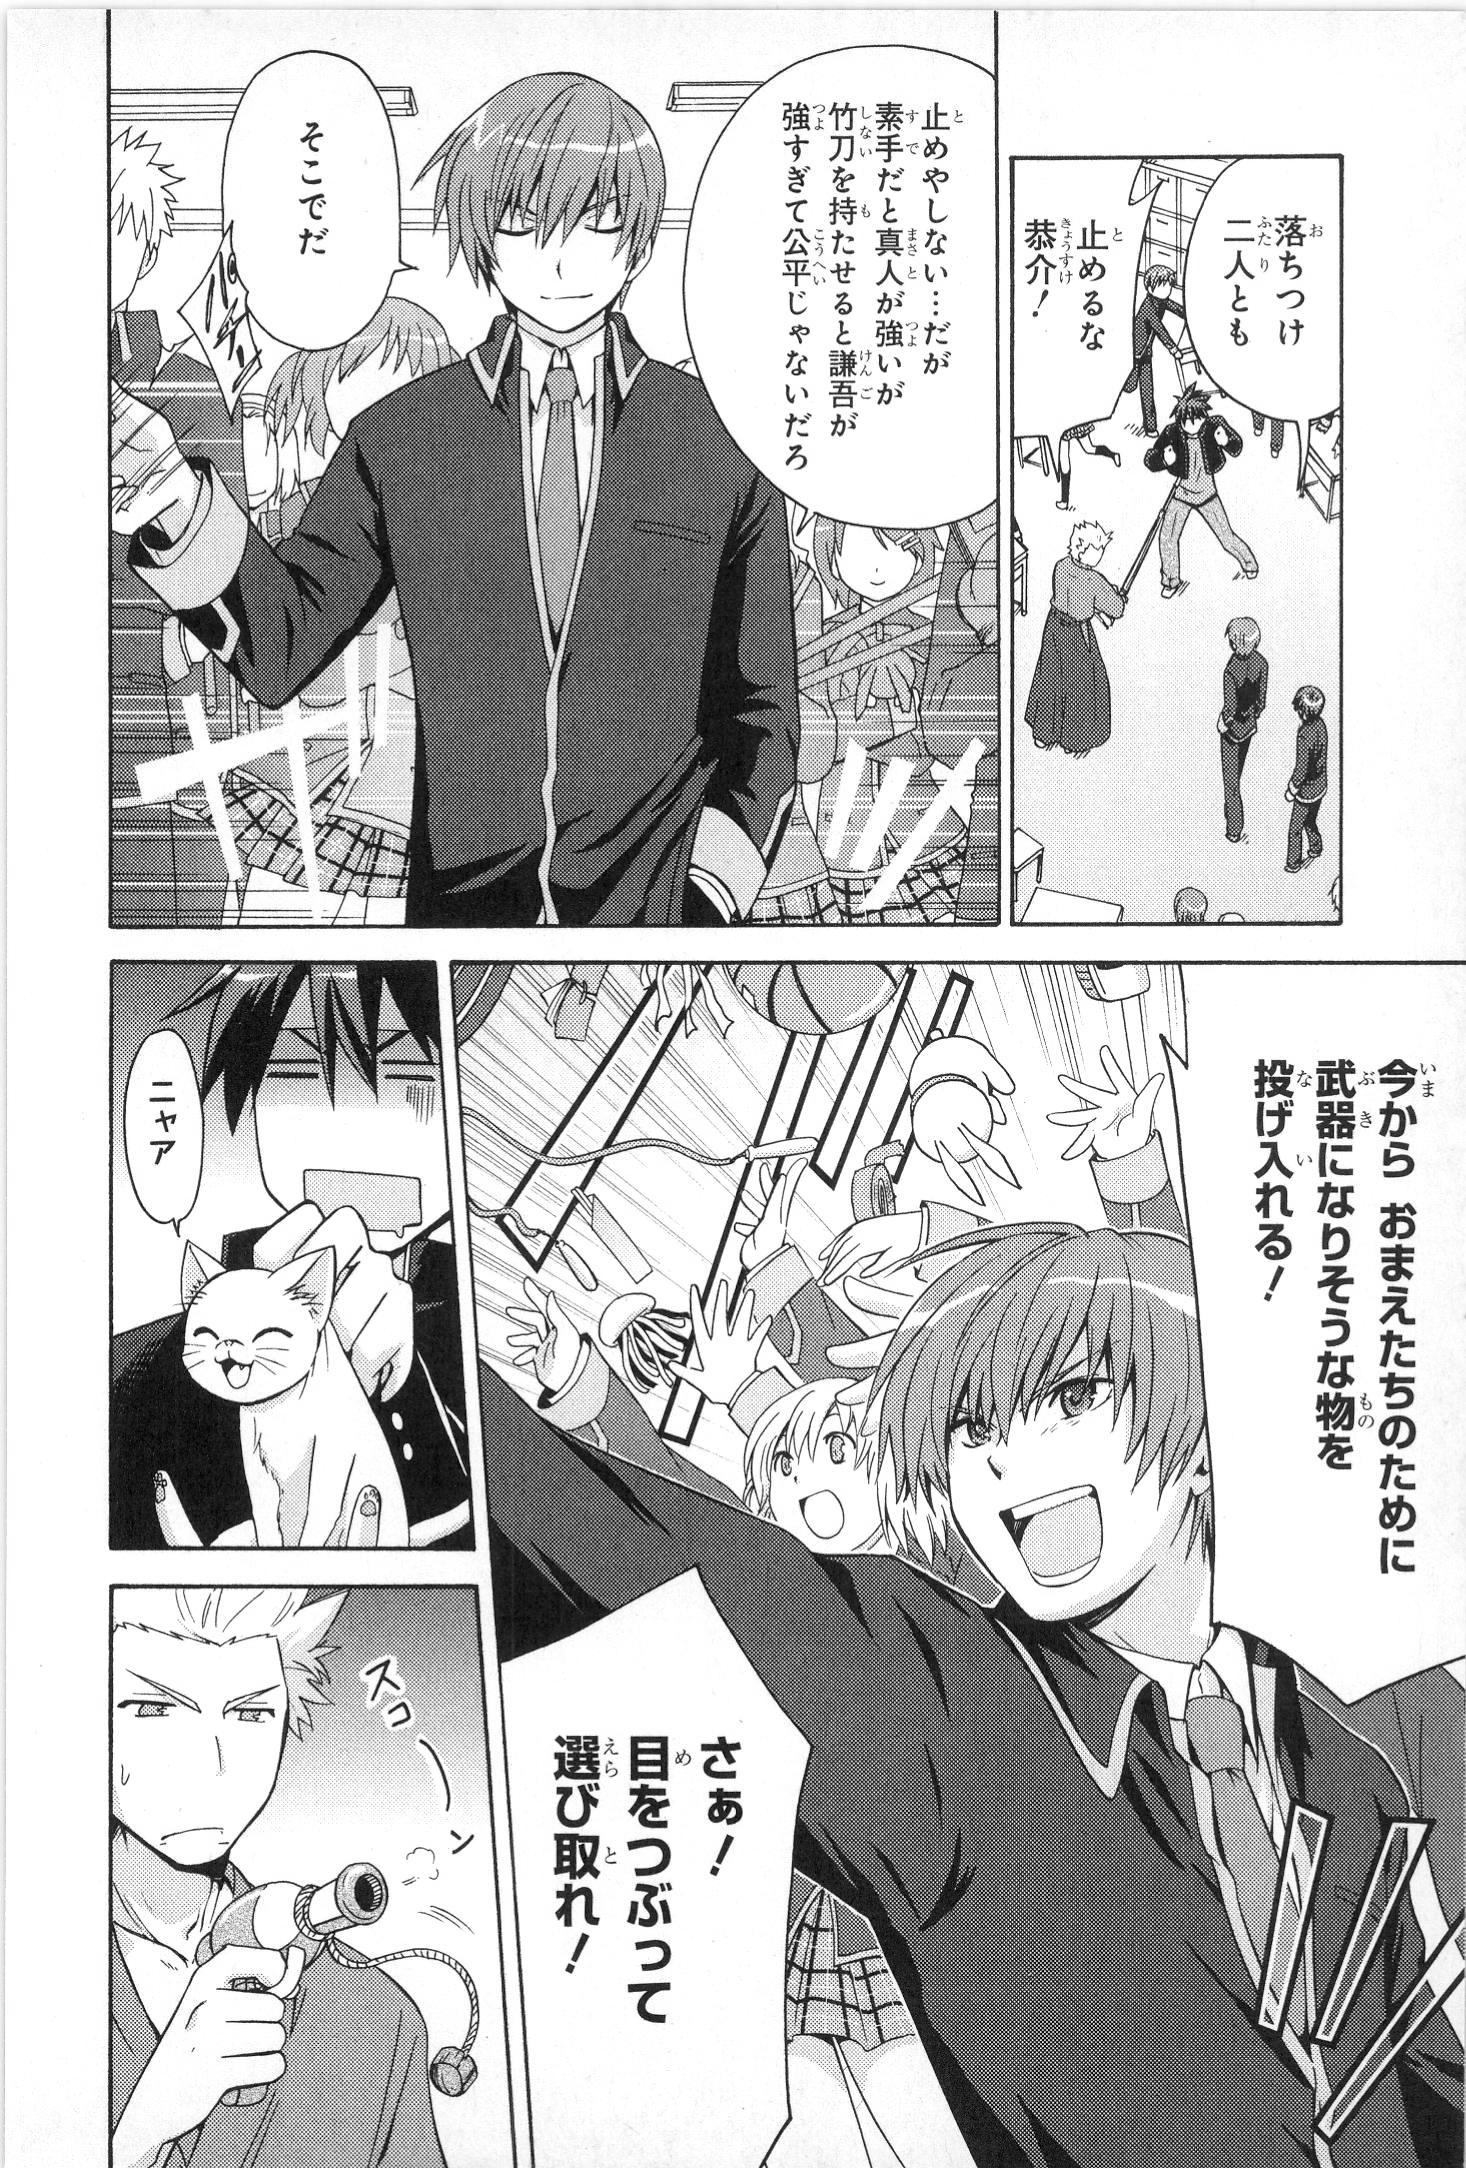 落ちつけ
二人とも
止めるな
恭介!
止めやしない…だが
素手だと真人が強いが
竹刀を持たせると謙吾が
強すぎて公平じゃないだろ
そこでだ
今から おまえたちのために
武器になりそうな物を
投げ入れる!
さぁ!
目をつぶって
選び取れ!
ニャア
スコーン